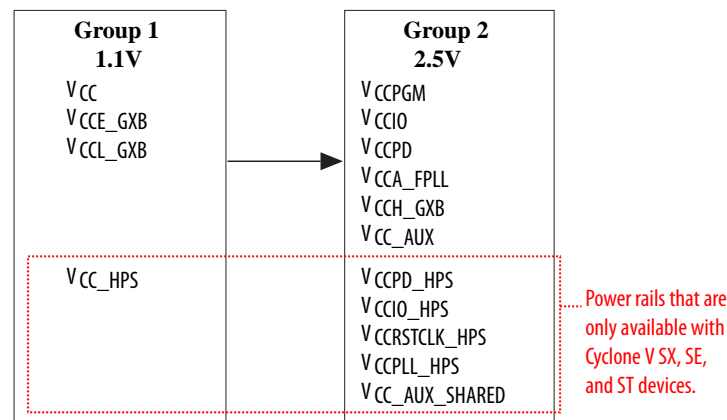 Group 1
1.1V
VCC
VCCE_GXB
VCCL_GXB
VCC_HPS
Group 2
2.5V
VCCPGM
VCCIO
VCCPD
VCCA_FPLL
VCCH_GXB
VCC_AUX
VCCPD_HPS
VCCIO_HPS
VCCRSTCLK_HPS
VCCPLL_HPS
VCC_AUX_SHARED
Power rails that are
only available with
Cyclone V SX, SE,
and ST devices.